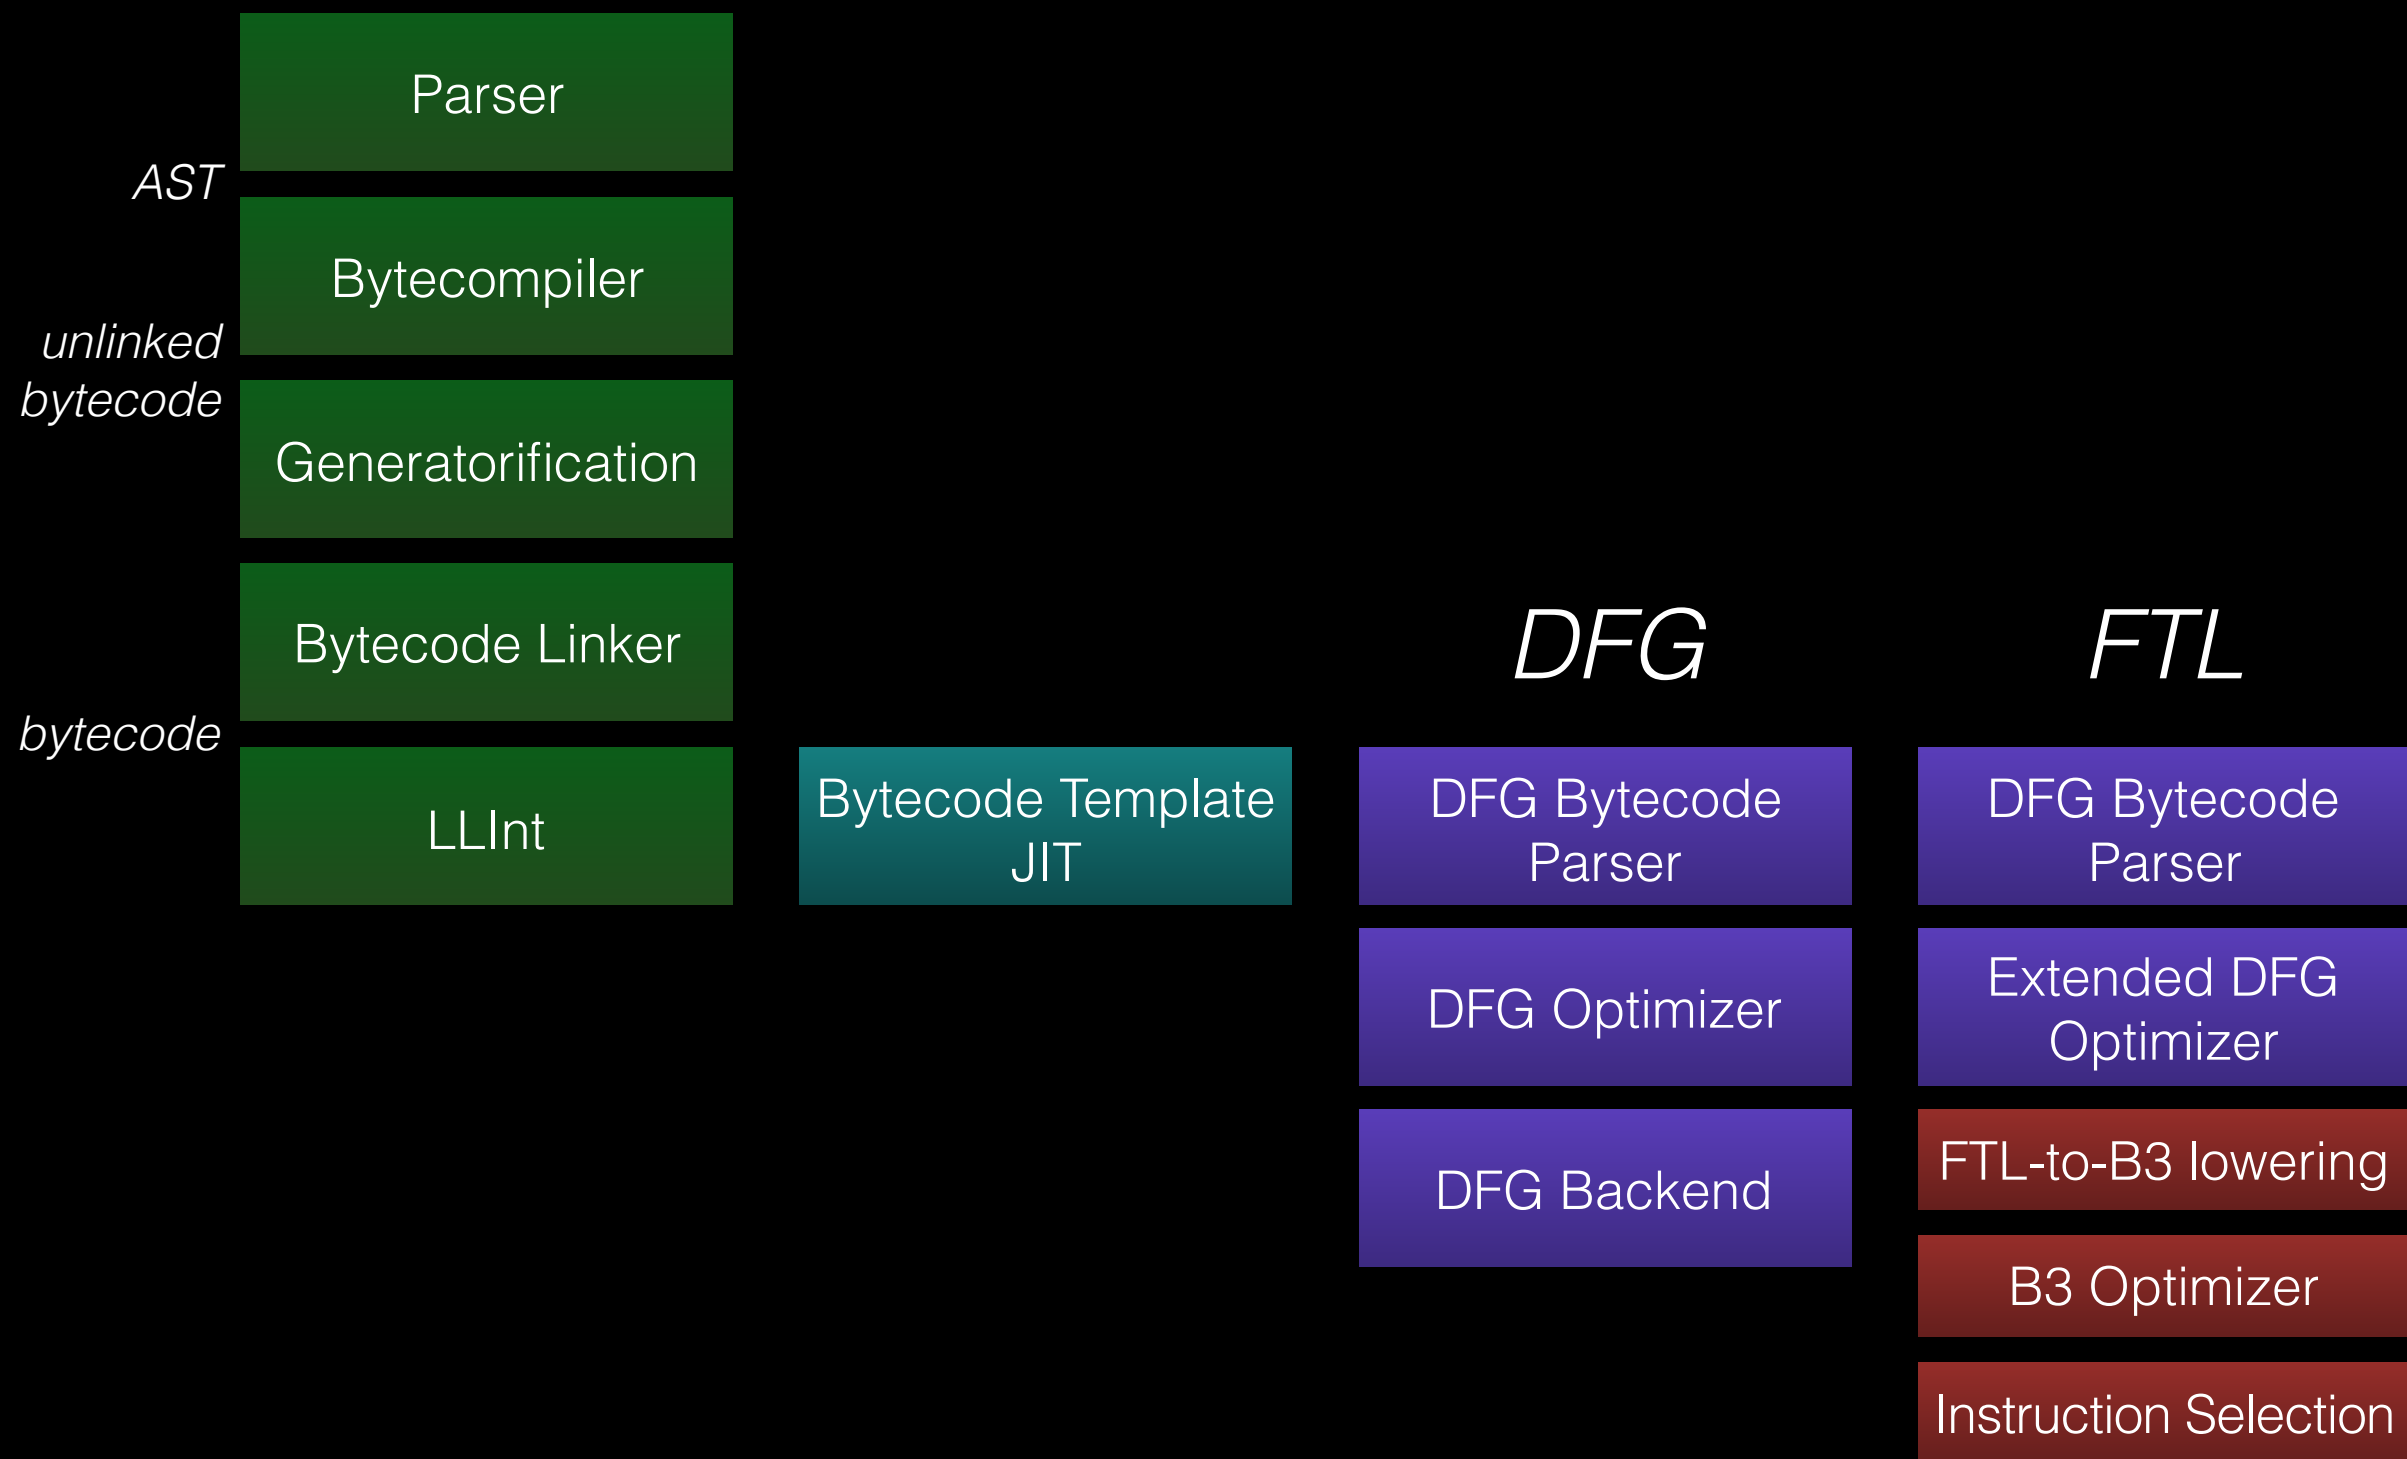 Parser
AST
Bytecompiler
unlinked
bytecode
Generatorification
Bytecode Linker
bytecode
LLInt
Bytecode Template
JIT
DFG
DFG Bytecode
Parser
DFG Optimizer
DFG Backend
FTL
DFG Bytecode
Parser
Extended DFG
Optimizer
FTL-to-B3 lowering
B3 Optimizer
Instruction Selection